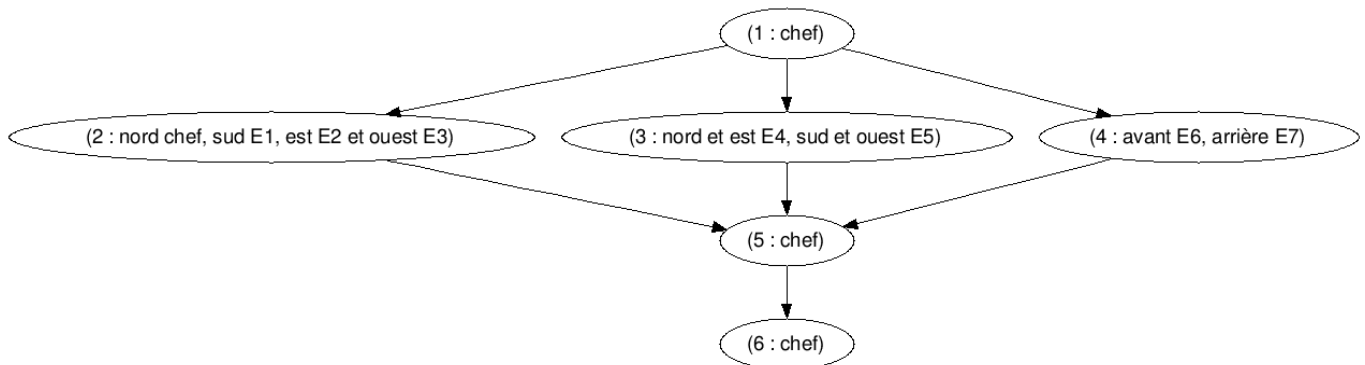 (1 : chef)
(2 : nord chef, sud E1, est E2 et ouest E3)
(3 : nord et est E4, sud et ouest E5)
(4 : avant E6, arrière E7)
(5 : chef)
(6 : chef)